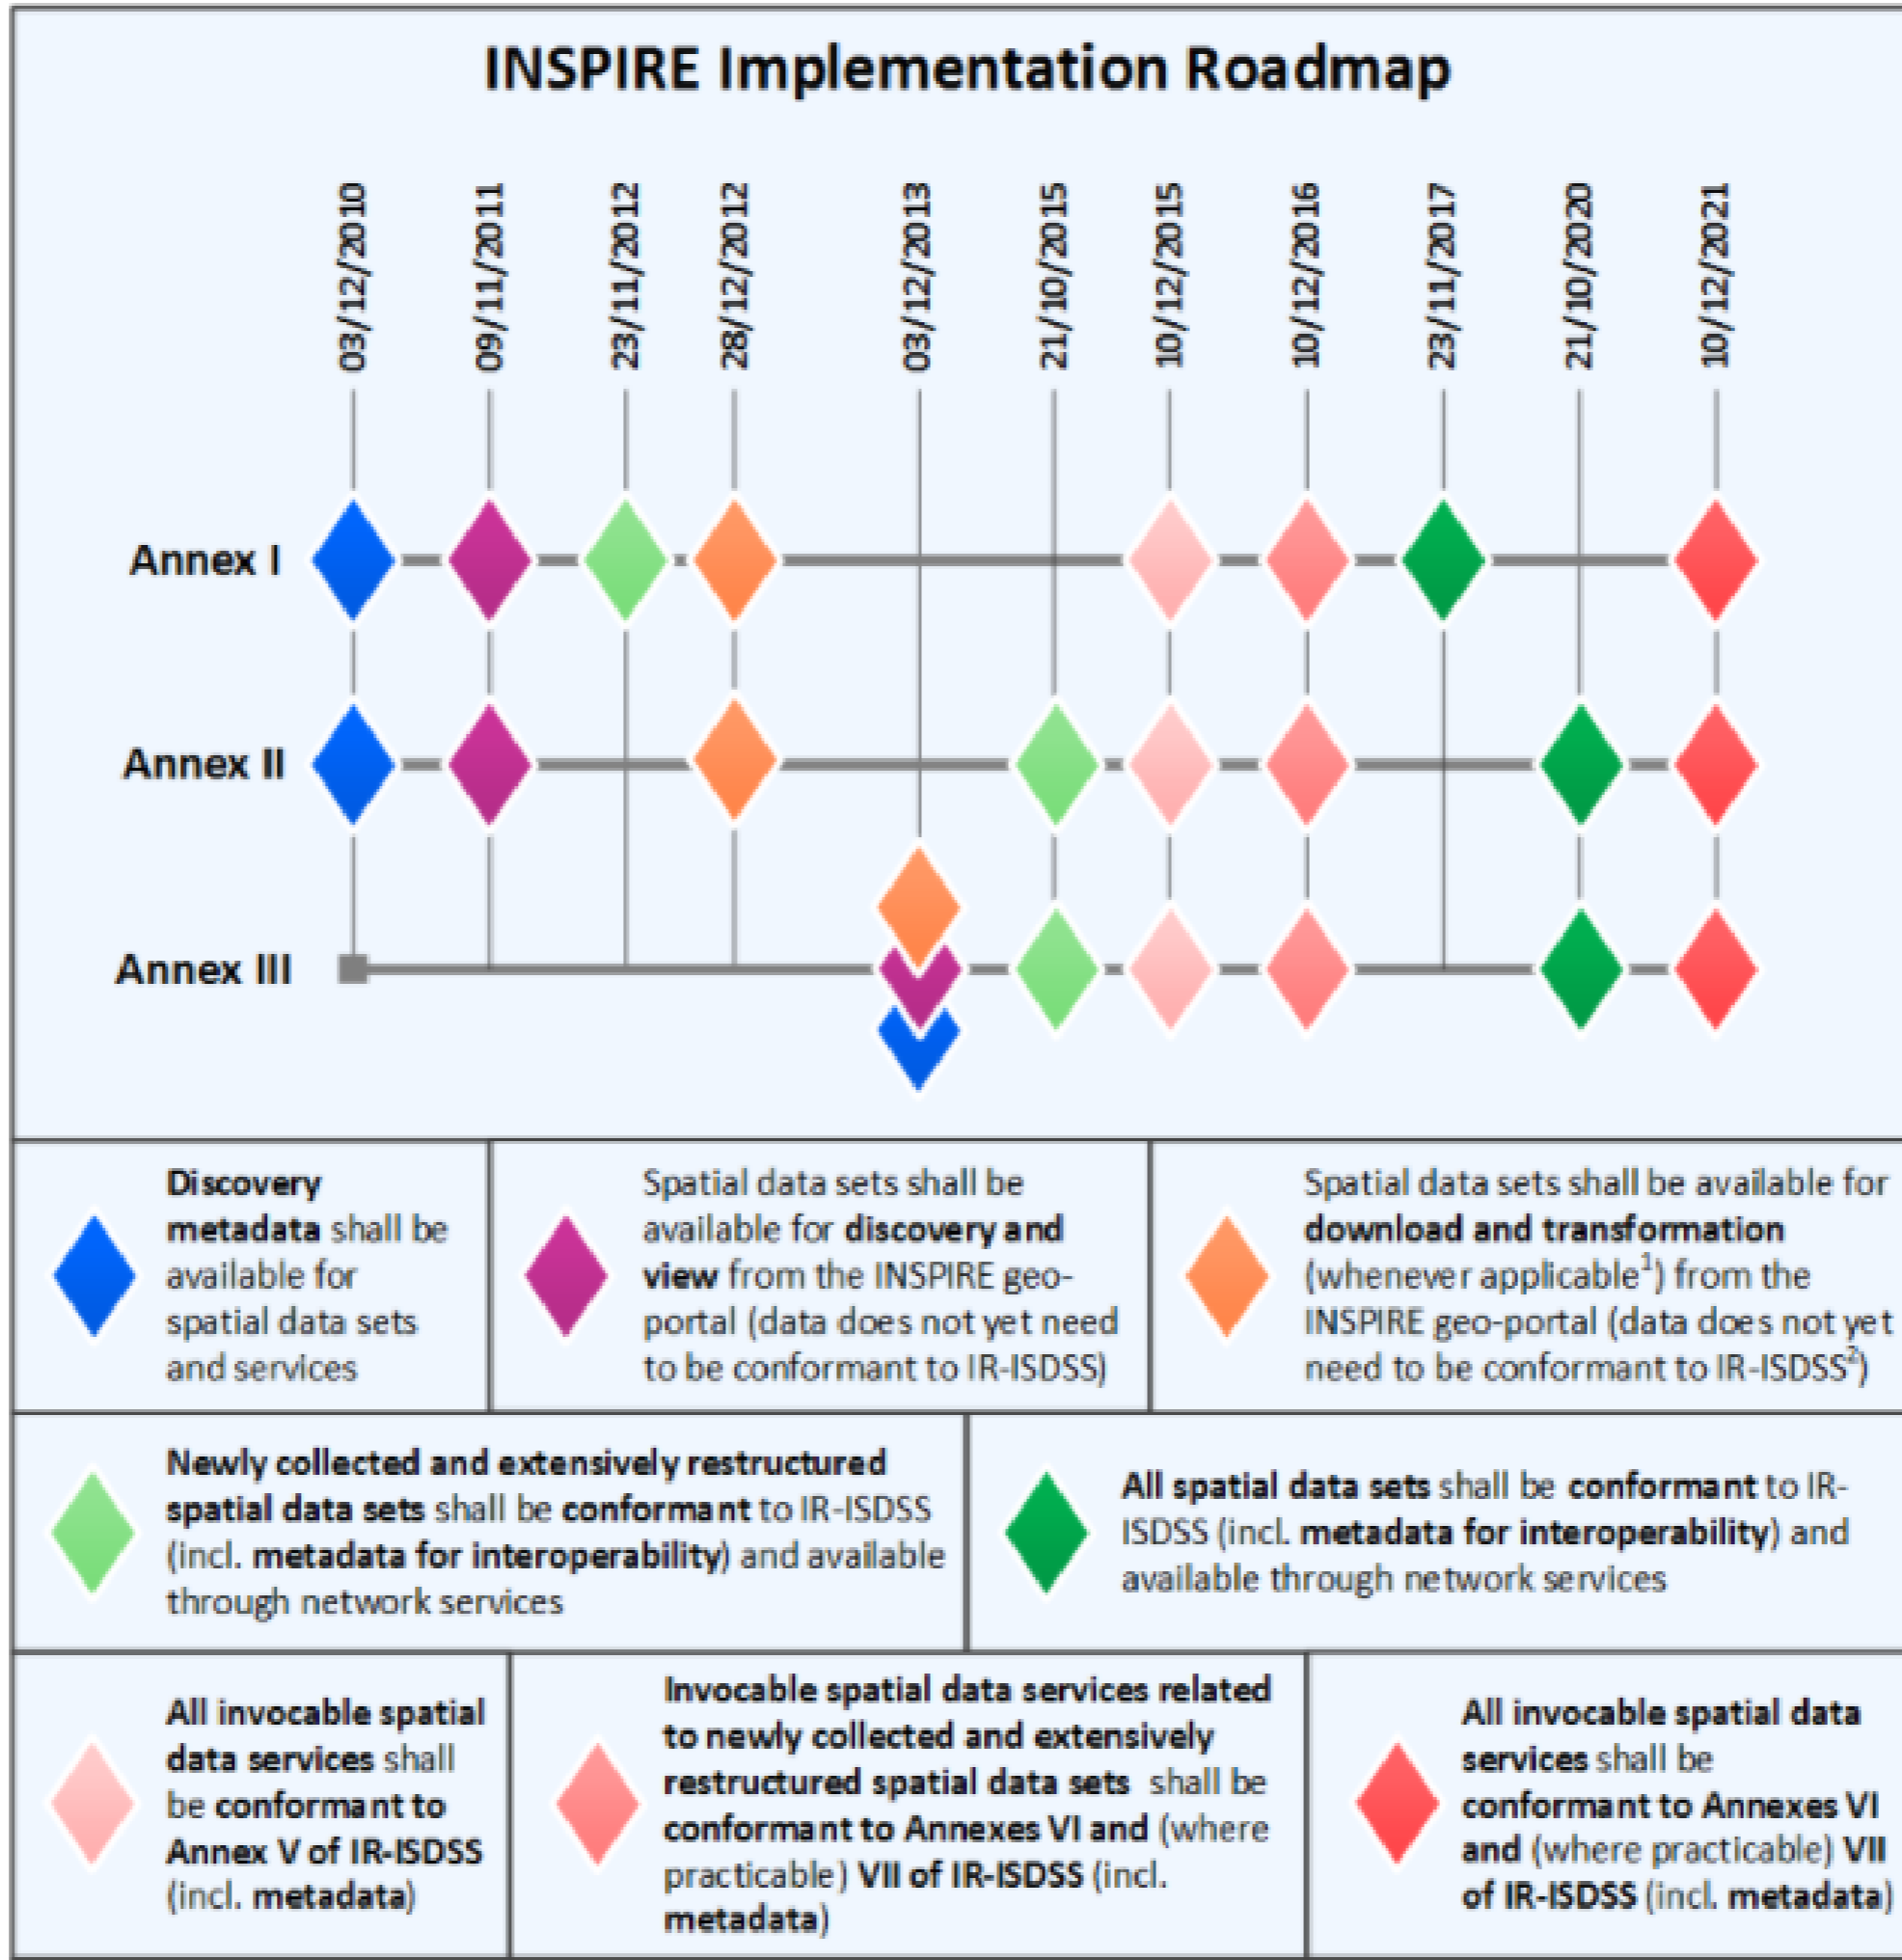 INSPIRE Implementation Roadmap
03/12/2010
09/11/2011
23/11/2012
28/12/2012
03/12/2013
21/10/2015
10/12/2015
10/12/2016
23/11/2017
21/10/2020
10/12/2021
Annex I
Annex II
Annex III
Discovery
metadata shall be
available for
spatial data sets
and services
Spatial data sets shall be
available for discovery and
view from the INSPIRE geo-
portal (data does not yet need
to be conformant to IR-ISDSS)
Spatial data sets shall be available for
download and transformation
(whenever applicable1) from the
INSPIRE geo-portal (data does not yet
need to be conformant to IR-ISDSS2)
Newly collected and extensively restructured
spatial data sets shall be conformant to IR-ISDSS
(incl. metadata for interoperability) and available
through network services
All spatial data sets shall be conformant to IR-
ISDSS (incl. metadata for interoperability) and
available through network services
All invocable spatial
data services shall
be conformant to
Annex V of IR-ISDSS
(incl. metadata)
Invocable spatial data services related
to newly collected and extensively
restructured spatial data sets shall be
conformant to Annexes VI and (where
practicable) VII of IR-ISDSS (incl.
metadata)
All invocable spatial data
services shall be
conformant to Annexes VI
and (where practicable) VII
of IR-ISDSS (incl. metadata)